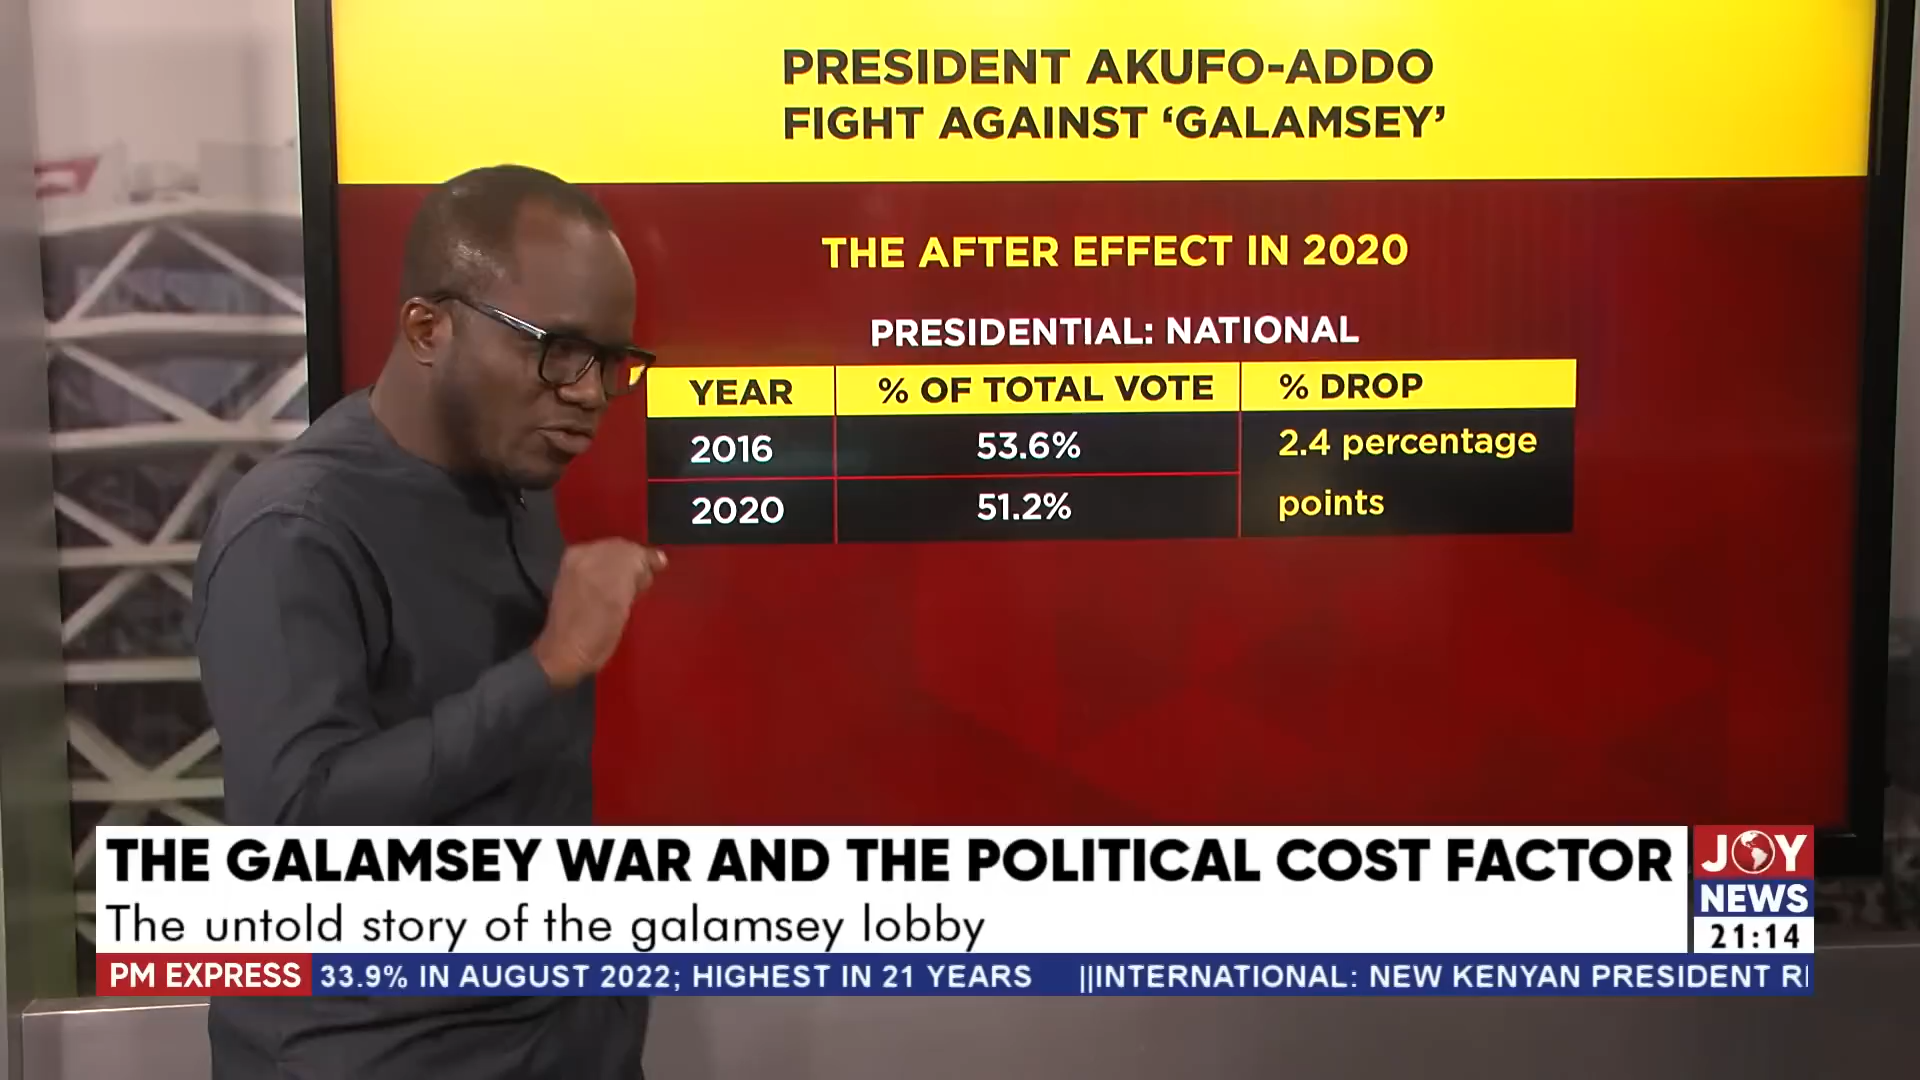 PRESIDENT AKUFO-ADDO
FIGHT AGAINST ‘GALAMSEY’
THE AFTER EFFECT IN 2020
PRESIDENTIAL: NATIONAL
YEAR % OF TOTAL VOTE % DROP
2016 53.6% 2.4 percentage
2020 51.2% points
THE GALAMSEY WAR AND THE POLITICAL COST FACTOR
The untold story of the galamsey lobby
JOY
NEWS
21:14
PM EXPRESS 33.9% IN AUGUST 2022; HIGHEST IN 21 YEARS ||INTERNATIONAL: NEW KENYAN PRESIDENT